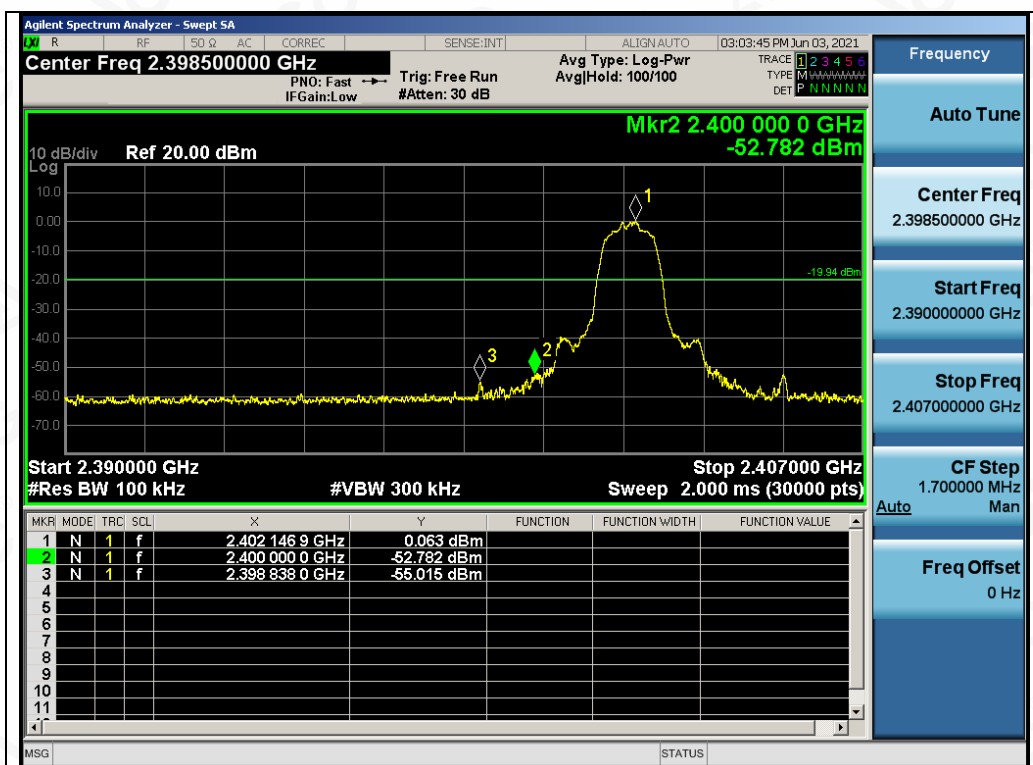 Agilent Spectrum Analyzer - Swept SA
LXI R RF 50 Ω AC CORREC SENSE:INT ALIGN AUTO 03:03:45 PM Jun 03, 2021
Center Freq 2.398500000 GHz
PNO: Fast
IFGain:Low
Trig: Free Run
#Atten: 30 dB
Avg Type: Log-Pwr
Avg|Hold: 100/100
TRACE 1 2 3 4 5 6
TYPE M WWWWW
DET P N N N N N
Mkr2 2.400 000 0 GHz
-52.782 dBm
10 dB/div Ref 20.00 dBm
Log
10.0
0.00
-10.0
-20.0
-30.0
-40.0
-50.0
-60.0
-70.0
1
-19.94 dBm
2
3
Start 2.390000 GHz Stop 2.407000 GHz
#Res BW 100 kHz #VBW 300 kHz Sweep 2.000 ms (30000 pts)
MKR MODE TRC SCL X Y FUNCTION FUNCTION WIDTH FUNCTION VALUE
1 N 1 f 2.402 146 9 GHz 0.063 dBm
2 N 1 f 2.400 000 0 GHz -52.782 dBm
3 N 1 f 2.398 838 0 GHz -55.015 dBm
4
5
6
7
8
9
10
11
MSG STATUS
Frequency
Auto Tune
Center Freq
2.398500000 GHz
Start Freq
2.390000000 GHz
Stop Freq
2.407000000 GHz
CF Step
1.700000 MHz
Auto Man
Freq Offset
0 Hz